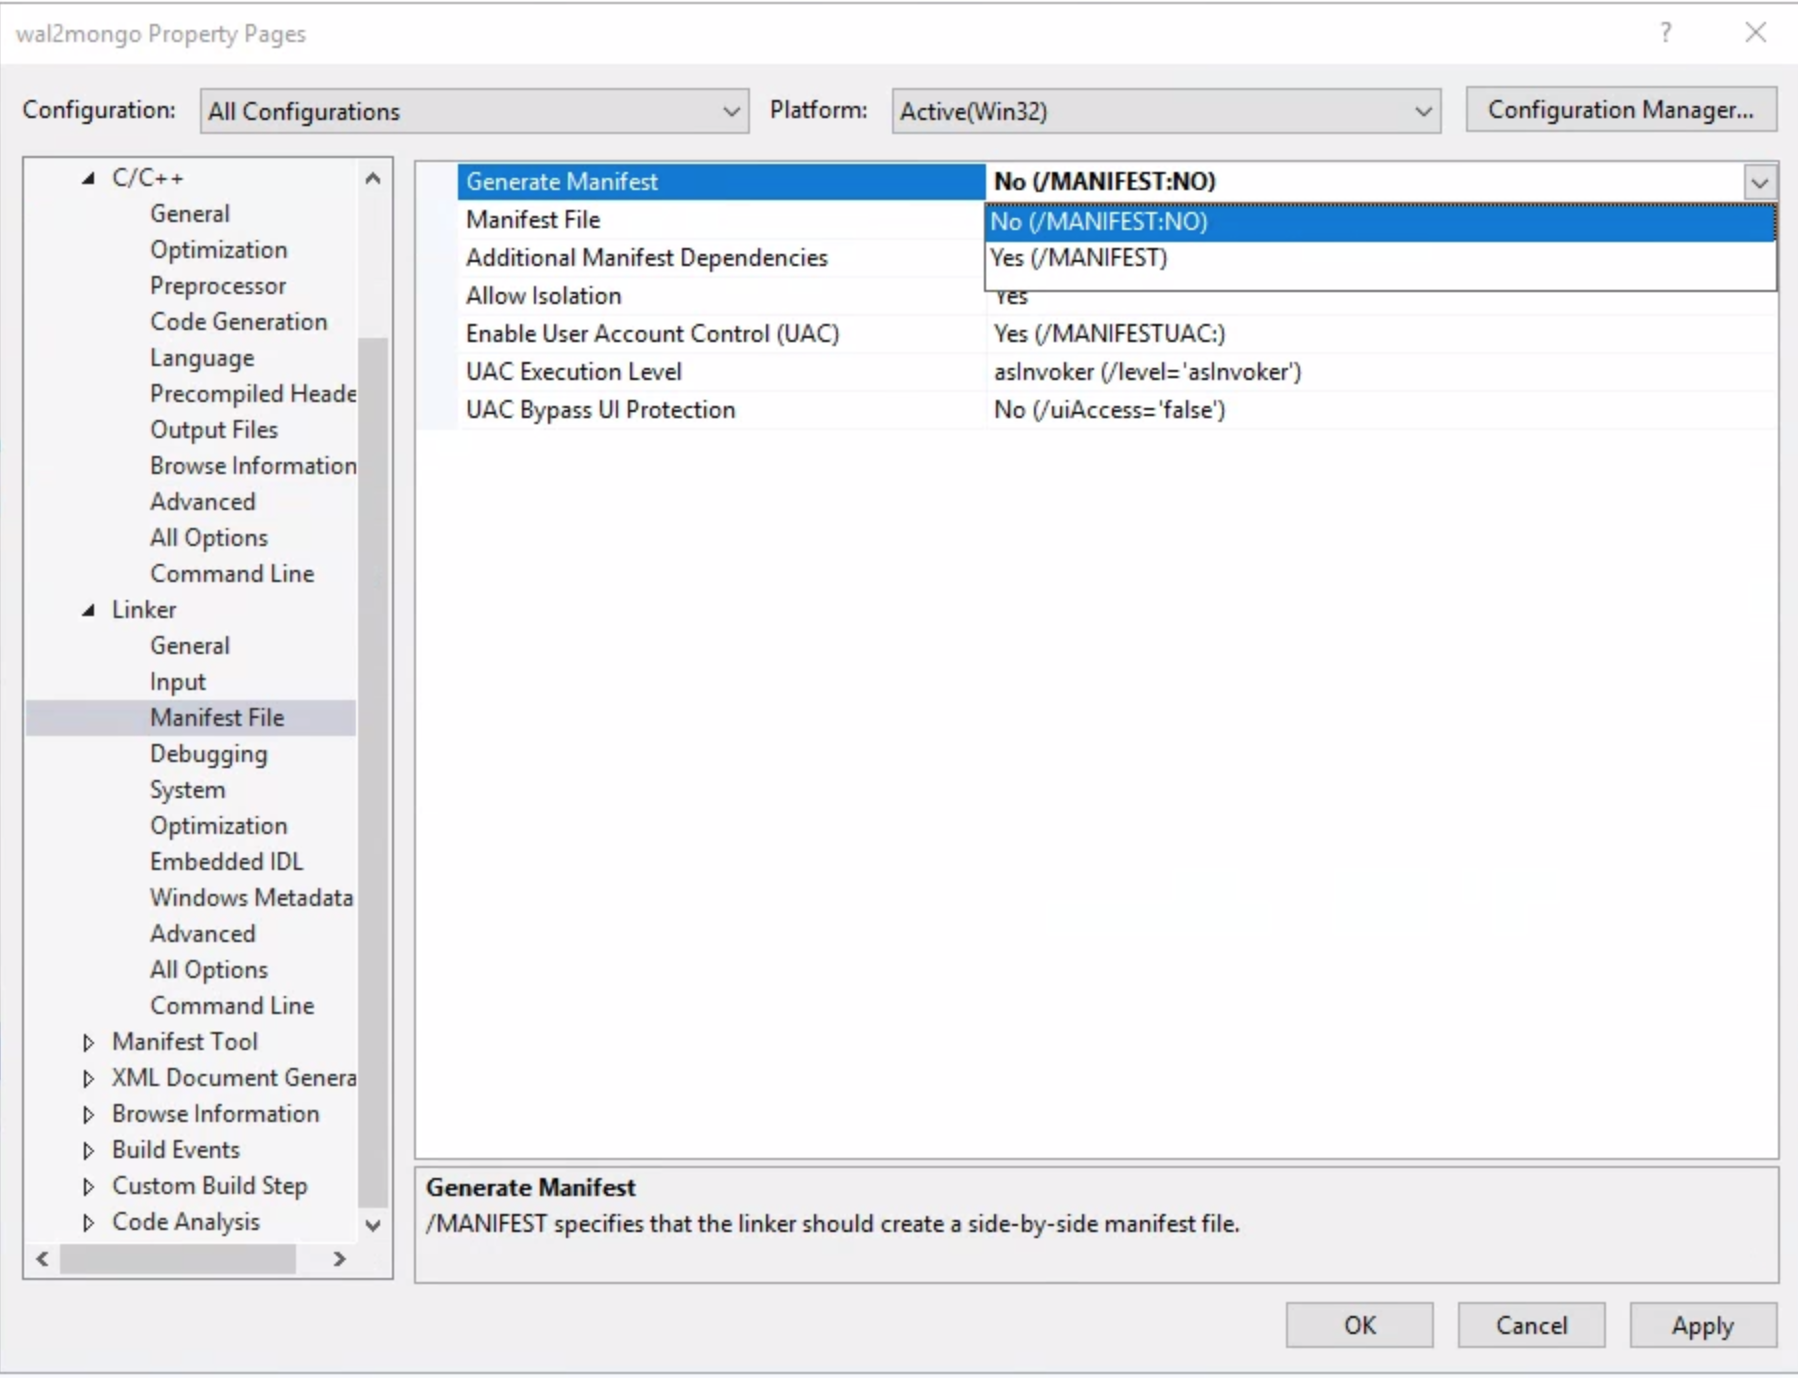 wal2mongo Property Pages
?
Configuration: All Configurations Platform: Active(Win32) Configuration Manager...
C/C++
General
Optimization
Preprocessor
Code Generation
Language
Precompiled Heade
Output Files
Browse Information
Advanced
All Options
Command Line
Linker
General
Input
Manifest File
Debugging
System
Optimization
Embedded IDL
Windows Metadata
Advanced
All Options
Command Line
Manifest Tool
XML Document Genera
Browse Information
Build Events
Custom Build Step
Code Analysis
Generate Manifest No (/MANIFEST:NO)
Manifest File No (/MANIFEST:NO)
Additional Manifest Dependencies Yes (/MANIFEST)
Allow Isolation Yes
Enable User Account Control (UAC) Yes (/MANIFESTUAC:)
UAC Execution Level asInvoker (/level='asInvoker')
UAC Bypass UI Protection No (/uiAccess='false')
Generate Manifest
/MANIFEST specifies that the linker should create a side-by-side manifest file.
OK Cancel Apply